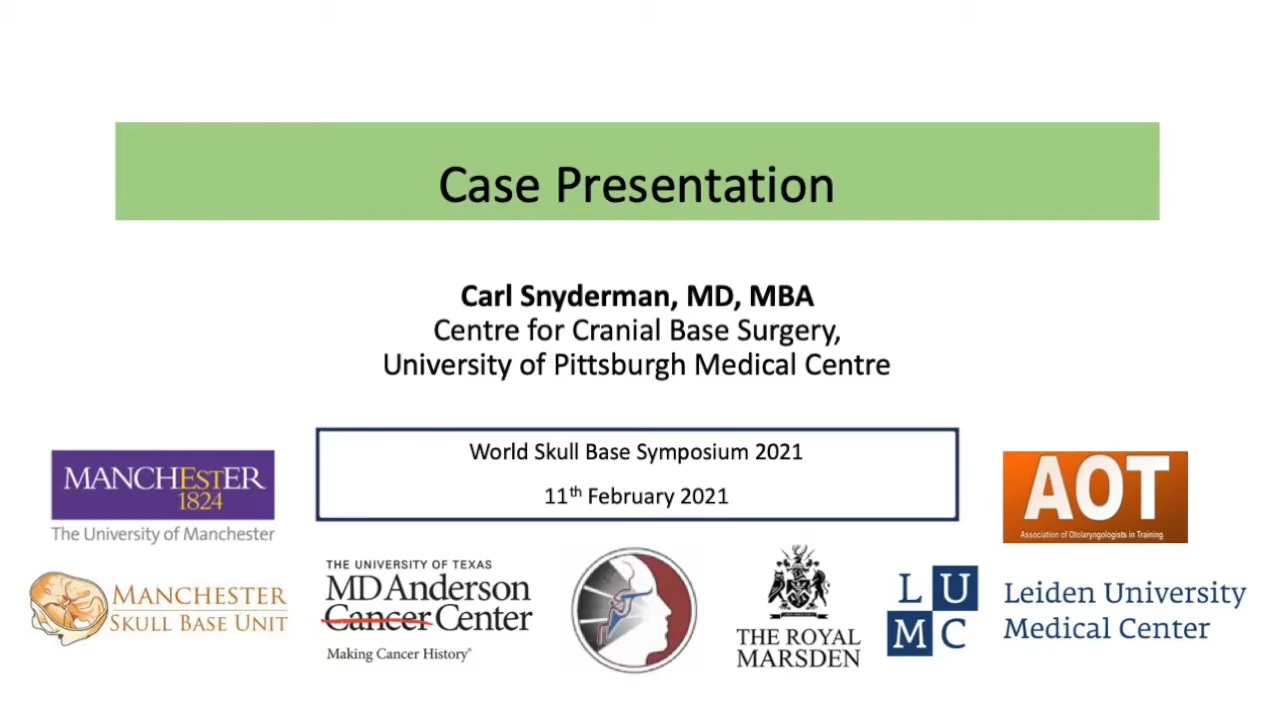 Case Presentation
Carl Snyderman, MD, MBA
Centre for Cranial Base Surgery,
University of Pittsburgh Medical Centre
World Skull Base Symposium 2021
11th February 2021
MANCHESTER
1824
The University of Manchester
AOT
Association of Otolaryngologists in Training
MANCHESTER
SKULL BASE UNIT
THE UNIVERSITY OF TEXAS
MD Anderson
Cancer Center
Making Cancer History®
THE ROYAL
MARSDEN
L U
M C
Leiden University
Medical Center